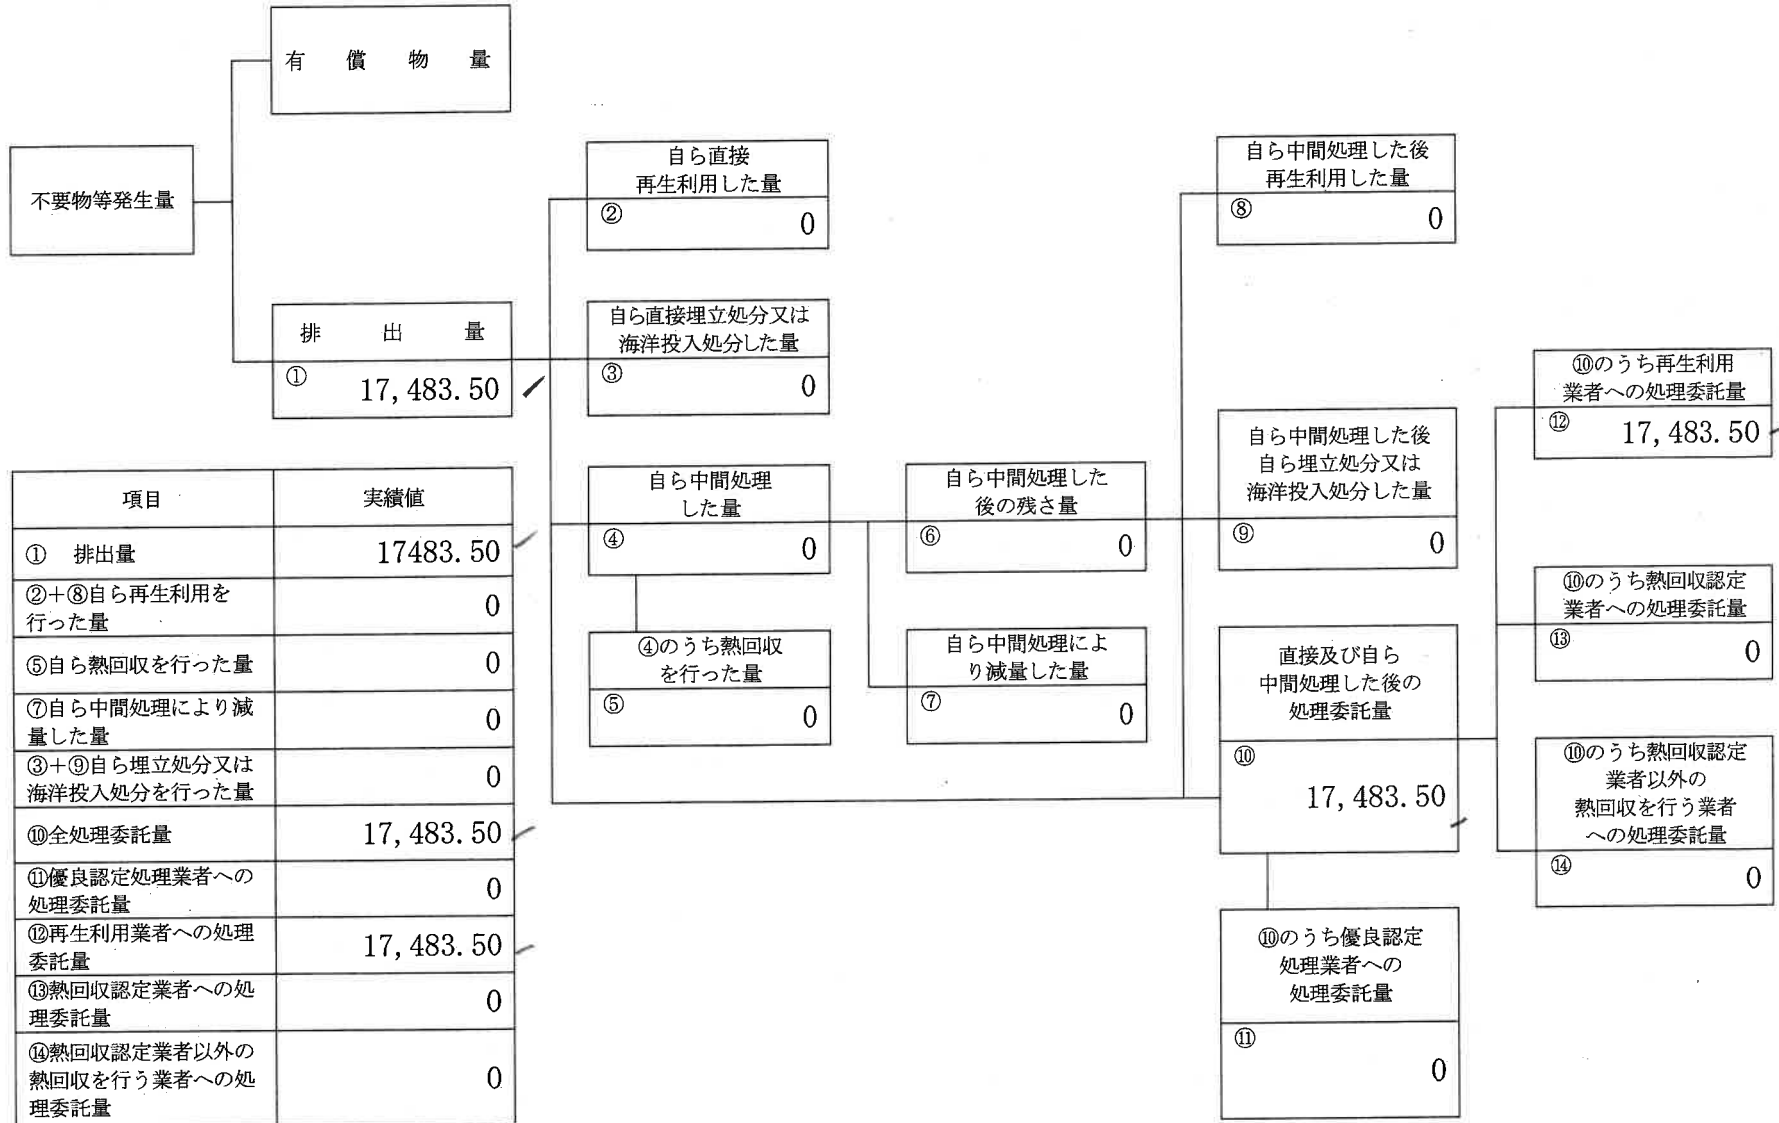 有償物量
不要物等発生量
排出量
① 17,483.50
自ら直接
再生利用した量
② 0
自ら直接埋立処分又は
海洋投入処分した量
③ 0
自ら中間処理
した量
④ 0
④のうち熱回収
を行った量
⑤ 0
自ら中間処理した
後の残さ量
⑥ 0
自ら中間処理によ
り減量した量
⑦ 0
自ら中間処理した後
再生利用した量
⑧ 0
自ら中間処理した後
自ら埋立処分又は
海洋投入処分した量
⑨ 0
直接及び自ら
中間処理した後の
処理委託量
⑩
17,483.50
⑩のうち優良認定
処理業者への
処理委託量
⑪
0
⑩のうち再生利用
業者への処理委託量
⑫ 17,483.50
⑩のうち熱回収認定
業者への処理委託量
⑬ 0
⑩のうち熱回収認定
業者以外の
熱回収を行う業者
への処理委託量
⑭ 0
項目 実績値
① 排出量 17483.50
②+⑧自ら再生利用を
行った量 0
⑤自ら熱回収を行った量 0
⑦自ら中間処理により減
量した量 0
③+⑨自ら埋立処分又は
海洋投入処分を行った量 0
⑩全処理委託量 17,483.50
⑪優良認定処理業者への
処理委託量 0
⑫再生利用業者への処理
委託量 17,483.50
⑬熱回収認定業者への処
理委託量 0
⑭熱回収認定業者以外の
熱回収を行う業者への処
理委託量 0